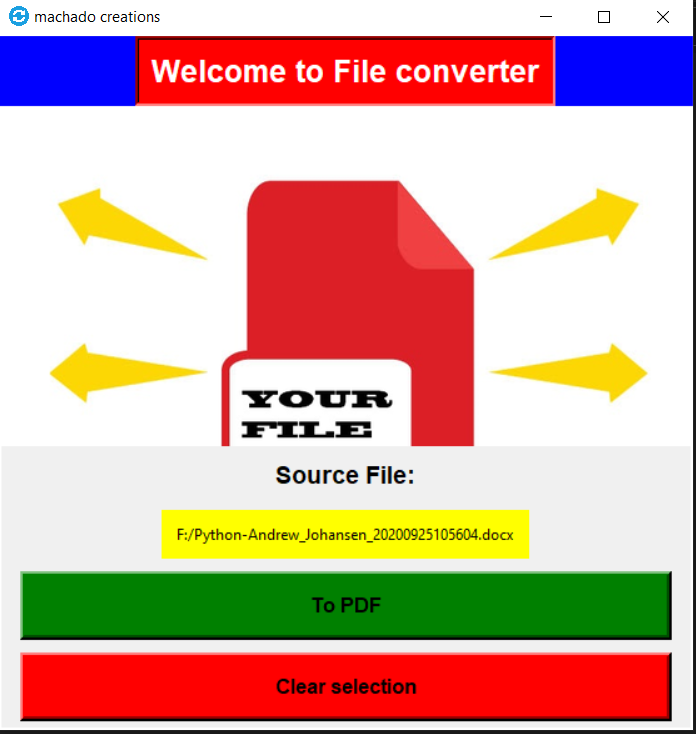 machado creations
Welcome to File converter
YOUR
FILE
Source File:
F:/Python-Andrew_Johansen_20200925105604.docx
To PDF
Clear selection